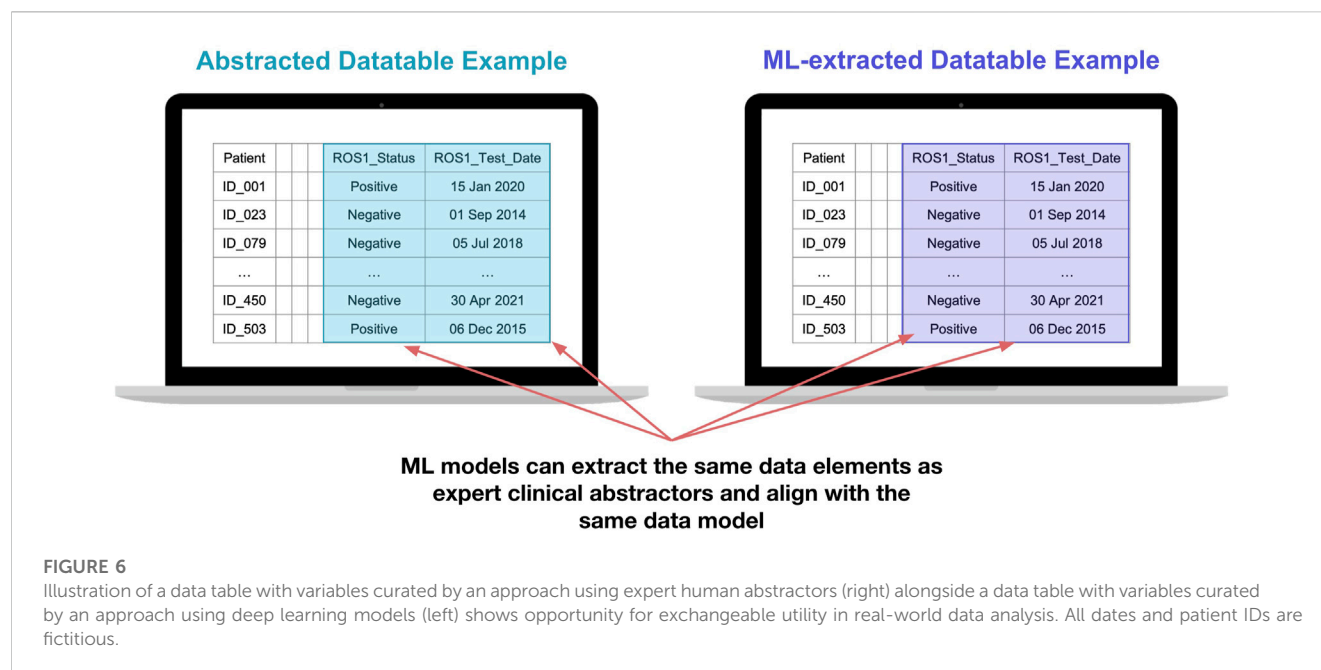 Abstracted Datatable Example
Patient ROS1_Status ROS1_Test_Date
ID_001 Positive 15 Jan 2020
ID_023 Negative 01 Sep 2014
ID_079 Negative 05 Jul 2018
... ... ...
ID_450 Negative 30 Apr 2021
ID_503 Positive 06 Dec 2015
ML-extracted Datatable Example
Patient ROS1_Status ROS1_Test_Date
ID_001 Positive 15 Jan 2020
ID_023 Negative 01 Sep 2014
ID_079 Negative 05 Jul 2018
... ... ...
ID_450 Negative 30 Apr 2021
ID_503 Positive 06 Dec 2015
ML models can extract the same data elements as
expert clinical abstractors and align with the
same data model
FIGURE 6
Illustration of a data table with variables curated by an approach using expert human abstractors (right) alongside a data table with variables curated
by an approach using deep learning models (left) shows opportunity for exchangeable utility in real-world data analysis. All dates and patient IDs are
fictitious.